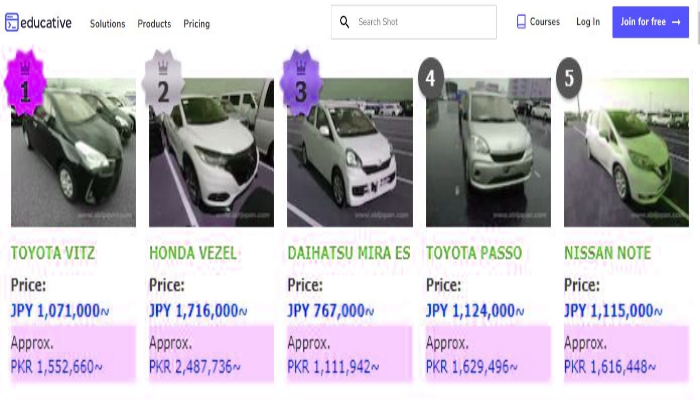 educative
Solutions Products Pricing
Search Shot
Courses
Log In
Join for free →
1
2
3
4
5
TOYOTA VITZ
Price:
JPY 1,071,000~
Approx.
PKR 1,552,660~
HONDA VEZEL
Price:
JPY 1,716,000~
Approx.
PKR 2,487,736~
DAIHATSU MIRA ES
Price:
JPY 767,000~
Approx.
PKR 1,111,942~
TOYOTA PASSO
Price:
JPY 1,124,000~
Approx.
PKR 1,629,496~
NISSAN NOTE
Price:
JPY 1,115,000~
Approx.
PKR 1,616,448~